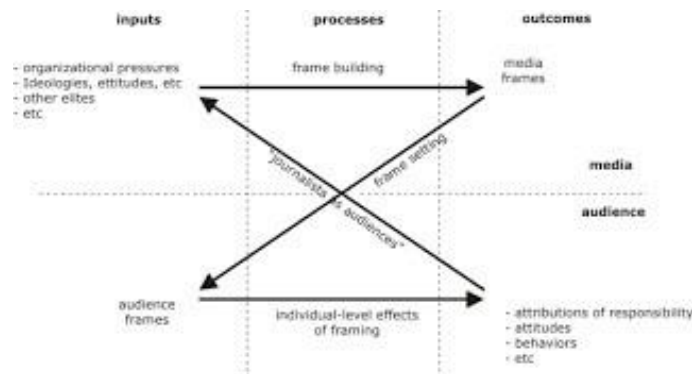 inputs
processes
outcomes
- organizational pressures
- Ideologies, ettitudes, etc
- other elites
- etc
frame building
media
frames
"journalists as audiences"
frame setting
media
audience
audience
frames
individual-level effects
of framing
- attributions of responsibility
- attitudes
- behaviors
- etc